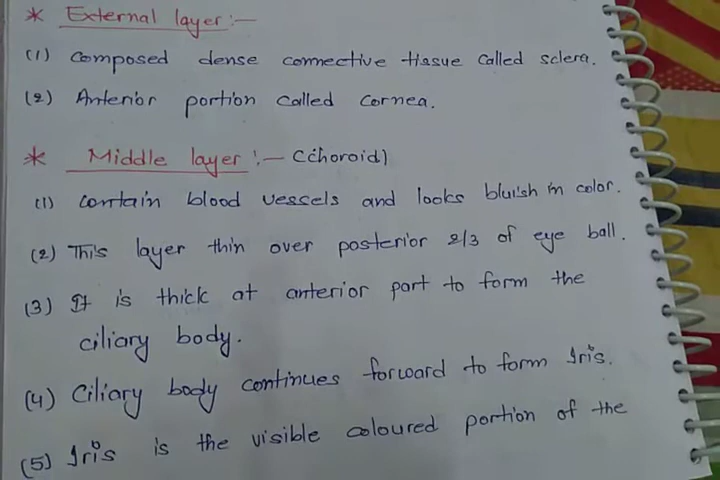 * External layer :-
(1) Composed dense connective tissue called sclera.
(2) Anterior portion called cornea.
* Middle layer :- (choroid)
(1) contain blood vessels and looks bluish in color.
(2) This layer thin over posterior 2/3 of eye ball.
(3) It is thick at anterior part to form the
ciliary body.
(4) Ciliary body continues forward to form Iris.
(5) Iris is the visible coloured portion of the